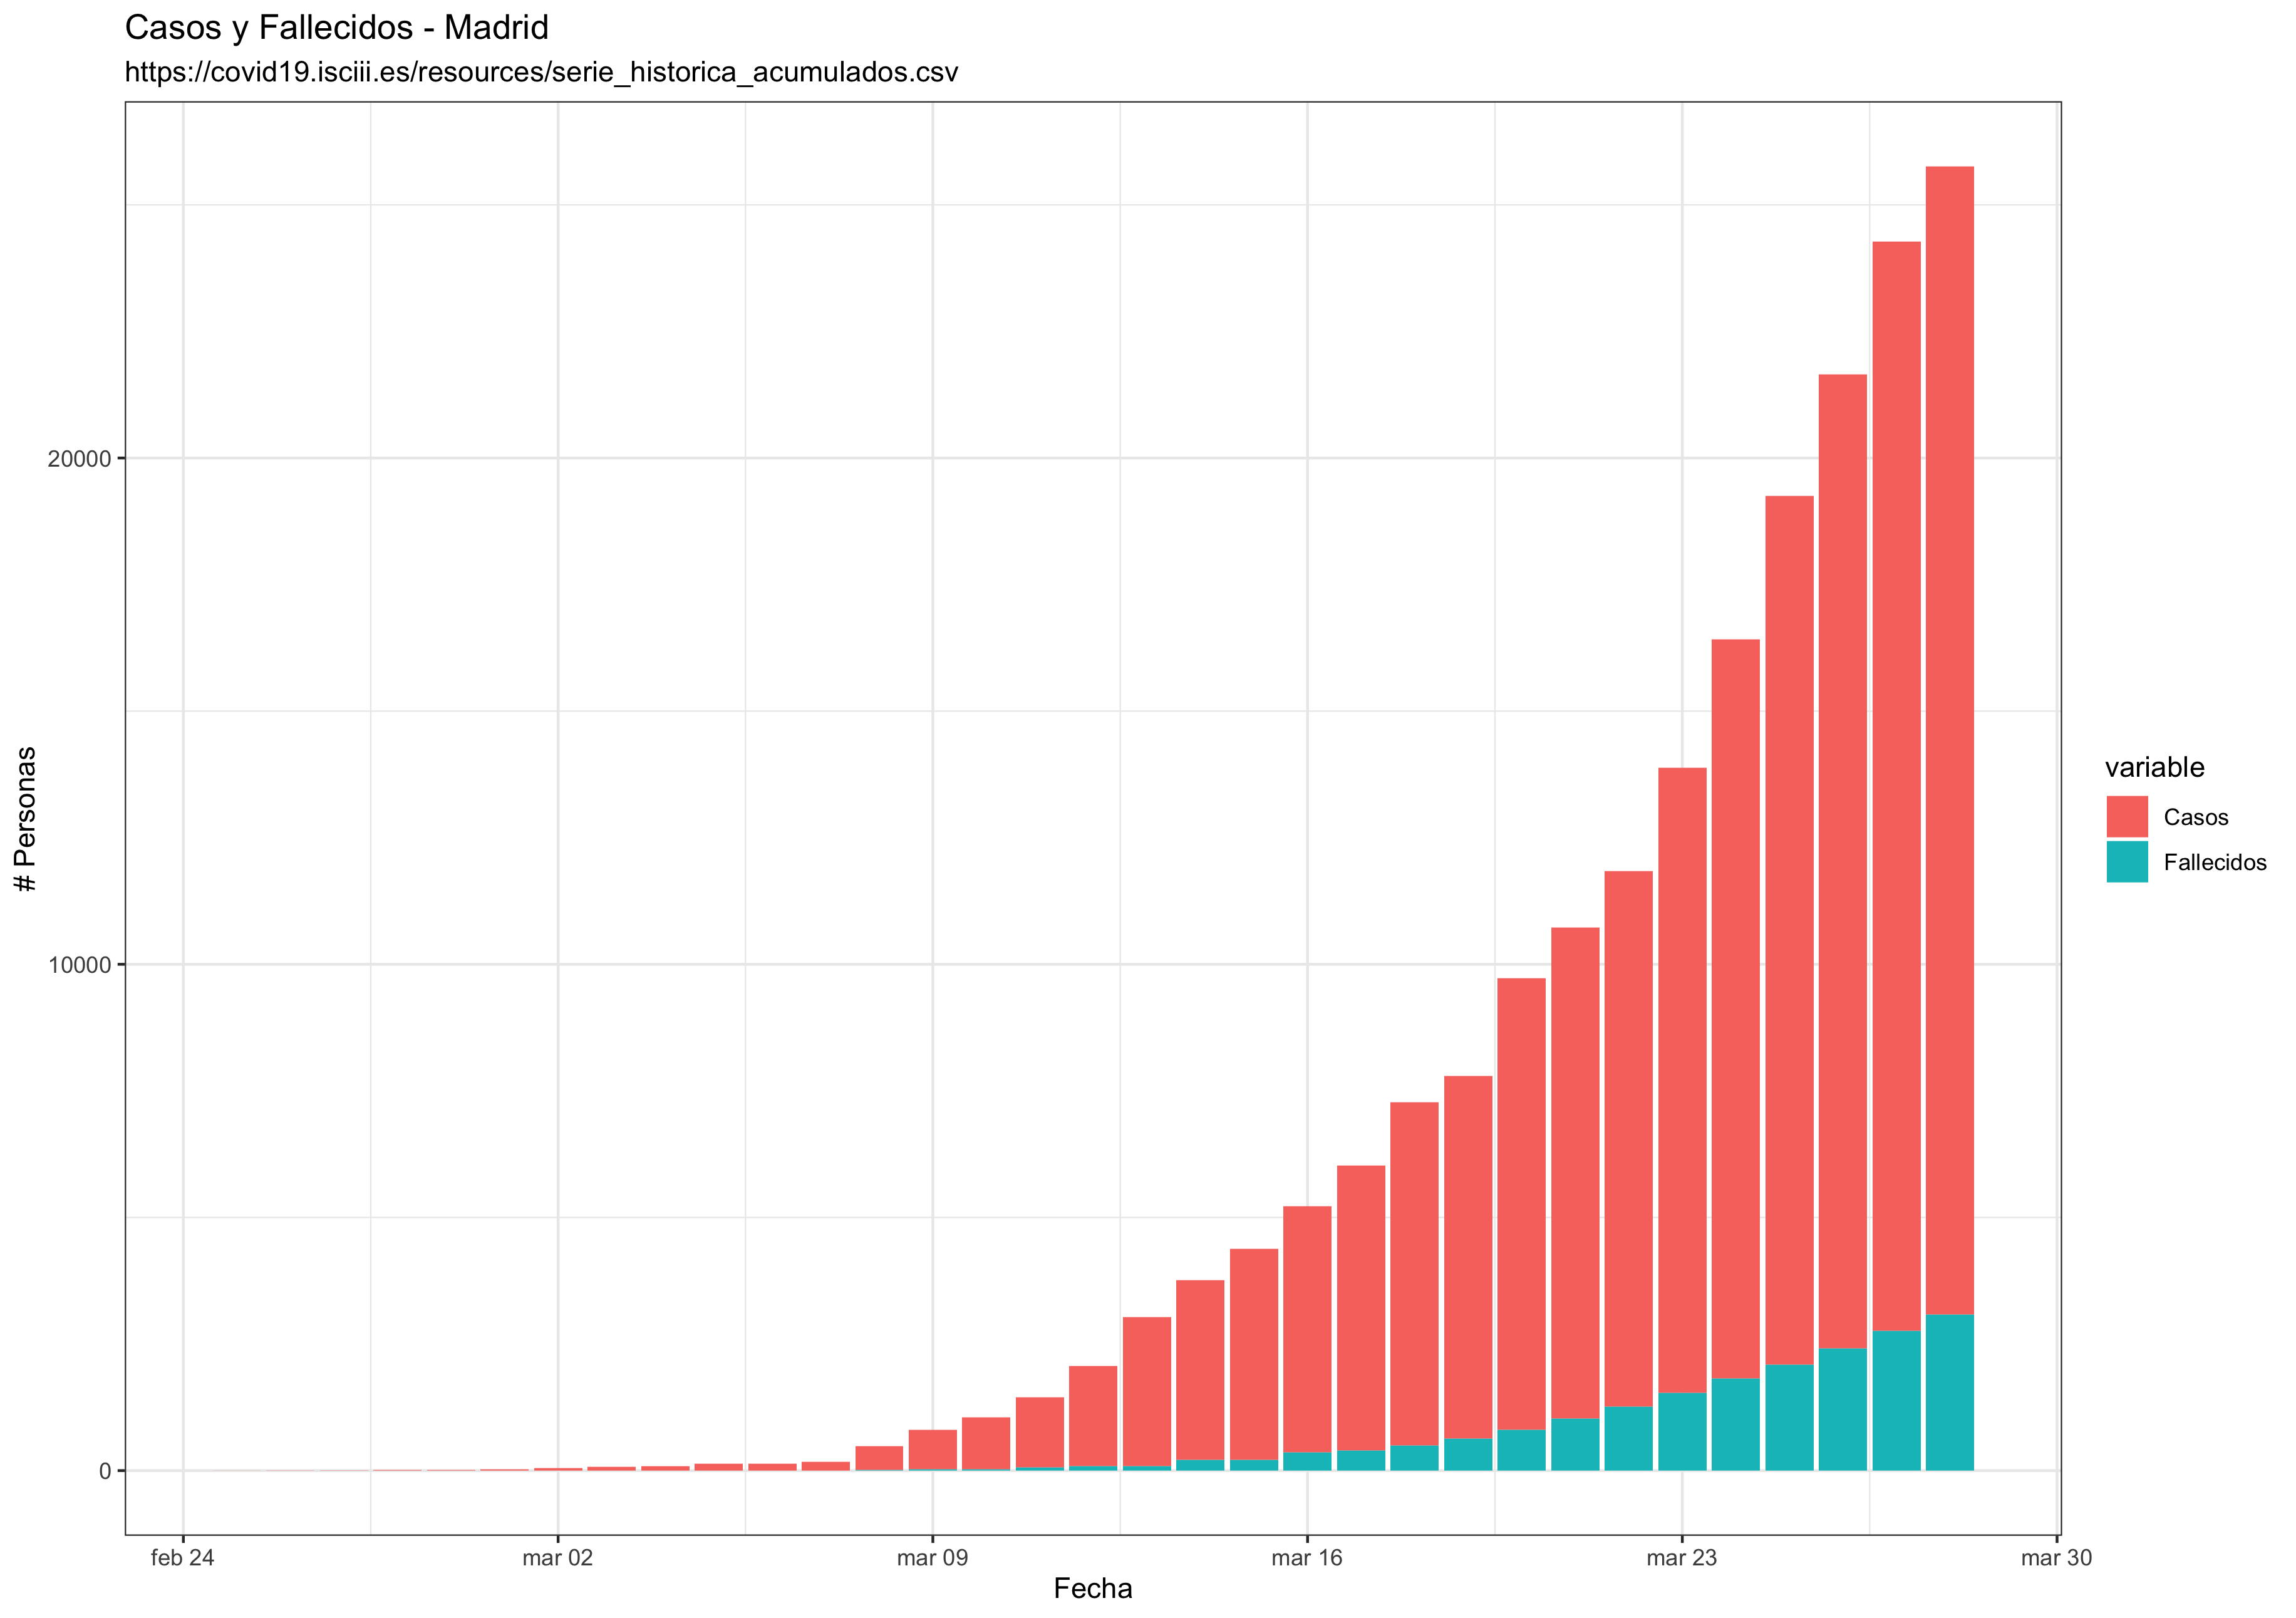 Casos y Fallecidos - Madrid
https://covid19.isciii.es/resources/serie_historica_acumulados.csv
# Personas
20000
10000
0
feb 24
mar 02
mar 09
mar 16
mar 23
mar 30
Fecha
variable
Casos
Fallecidos